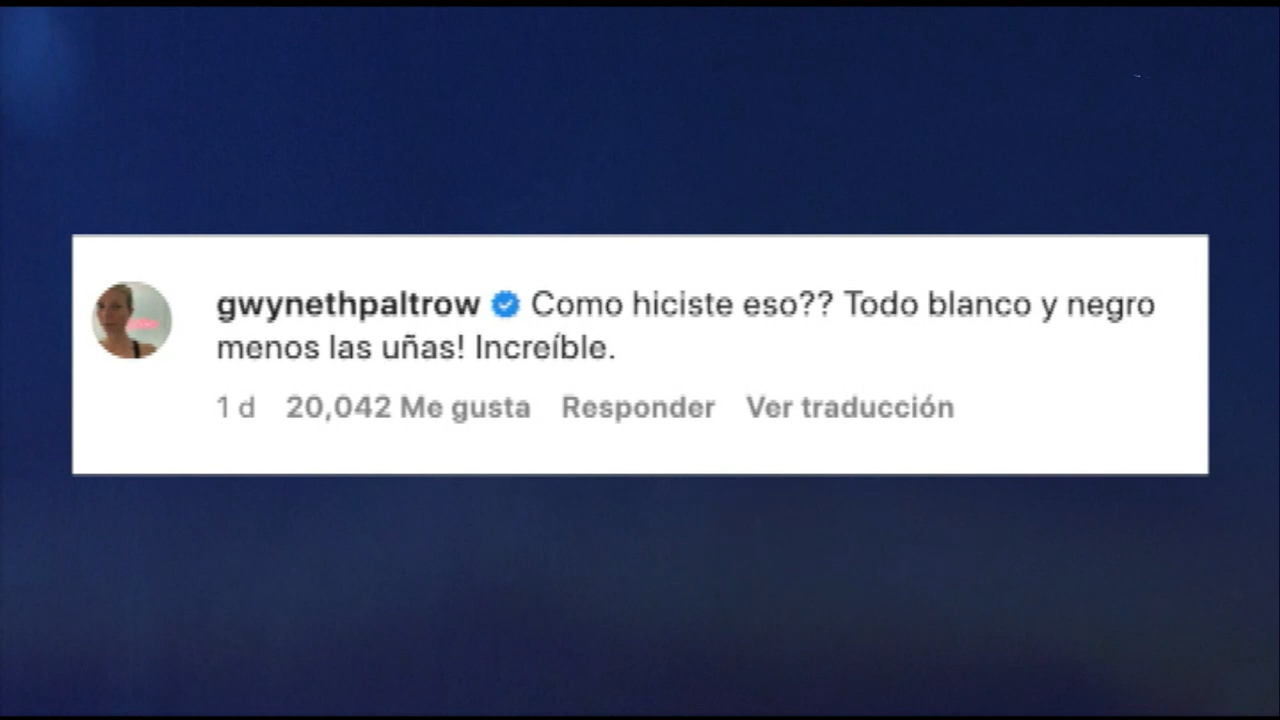 gwynethpaltrow Como hiciste eso?? Todo blanco y negro
menos las uñas! Increíble.
1 d 20,042 Me gusta Responder Ver traducción